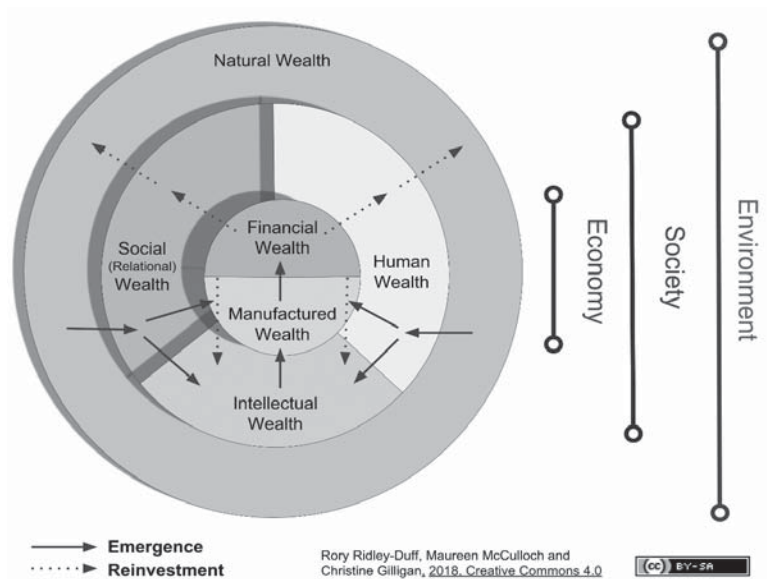 Natural Wealth
Financial
Wealth
Social
(Relational)
Wealth
Human
Wealth
Manufactured
Wealth
Intellectual
Wealth
Economy
Society
Environment
Emergence
Reinvestment
Rory Ridley-Duff, Maureen McCulloch and
Christine Gilligan, 2018, Creative Commons 4.0
cc BY-SA